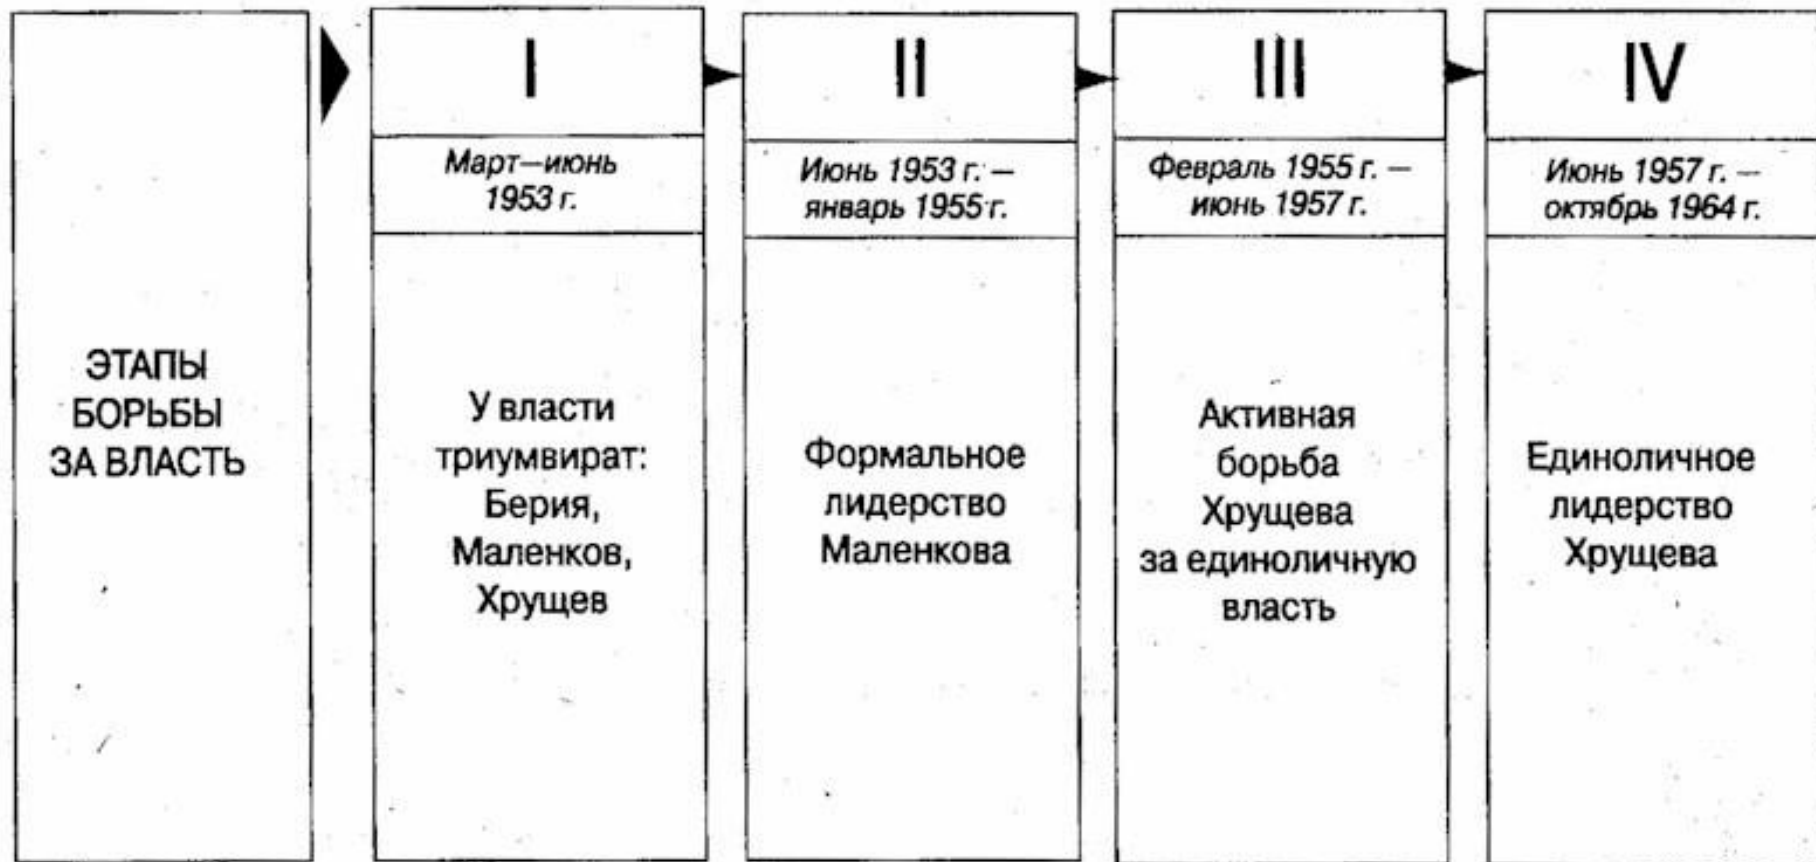 ЭТАПЫ
БОРЬБЫ
ЗА ВЛАСТЬ
I
Март—июнь
1953 г.
У власти
триумвират:
Берия,
Маленков,
Хрущев
II
Июнь 1953 г. —
январь 1955 г.
Формальное
лидерство
Маленкова
III
Февраль 1955 г. —
июнь 1957 г.
Активная
борьба
Хрущева
за единоличную
власть
IV
Июнь 1957 г. —
октябрь 1964 г.
Единоличное
лидерство
Хрущева